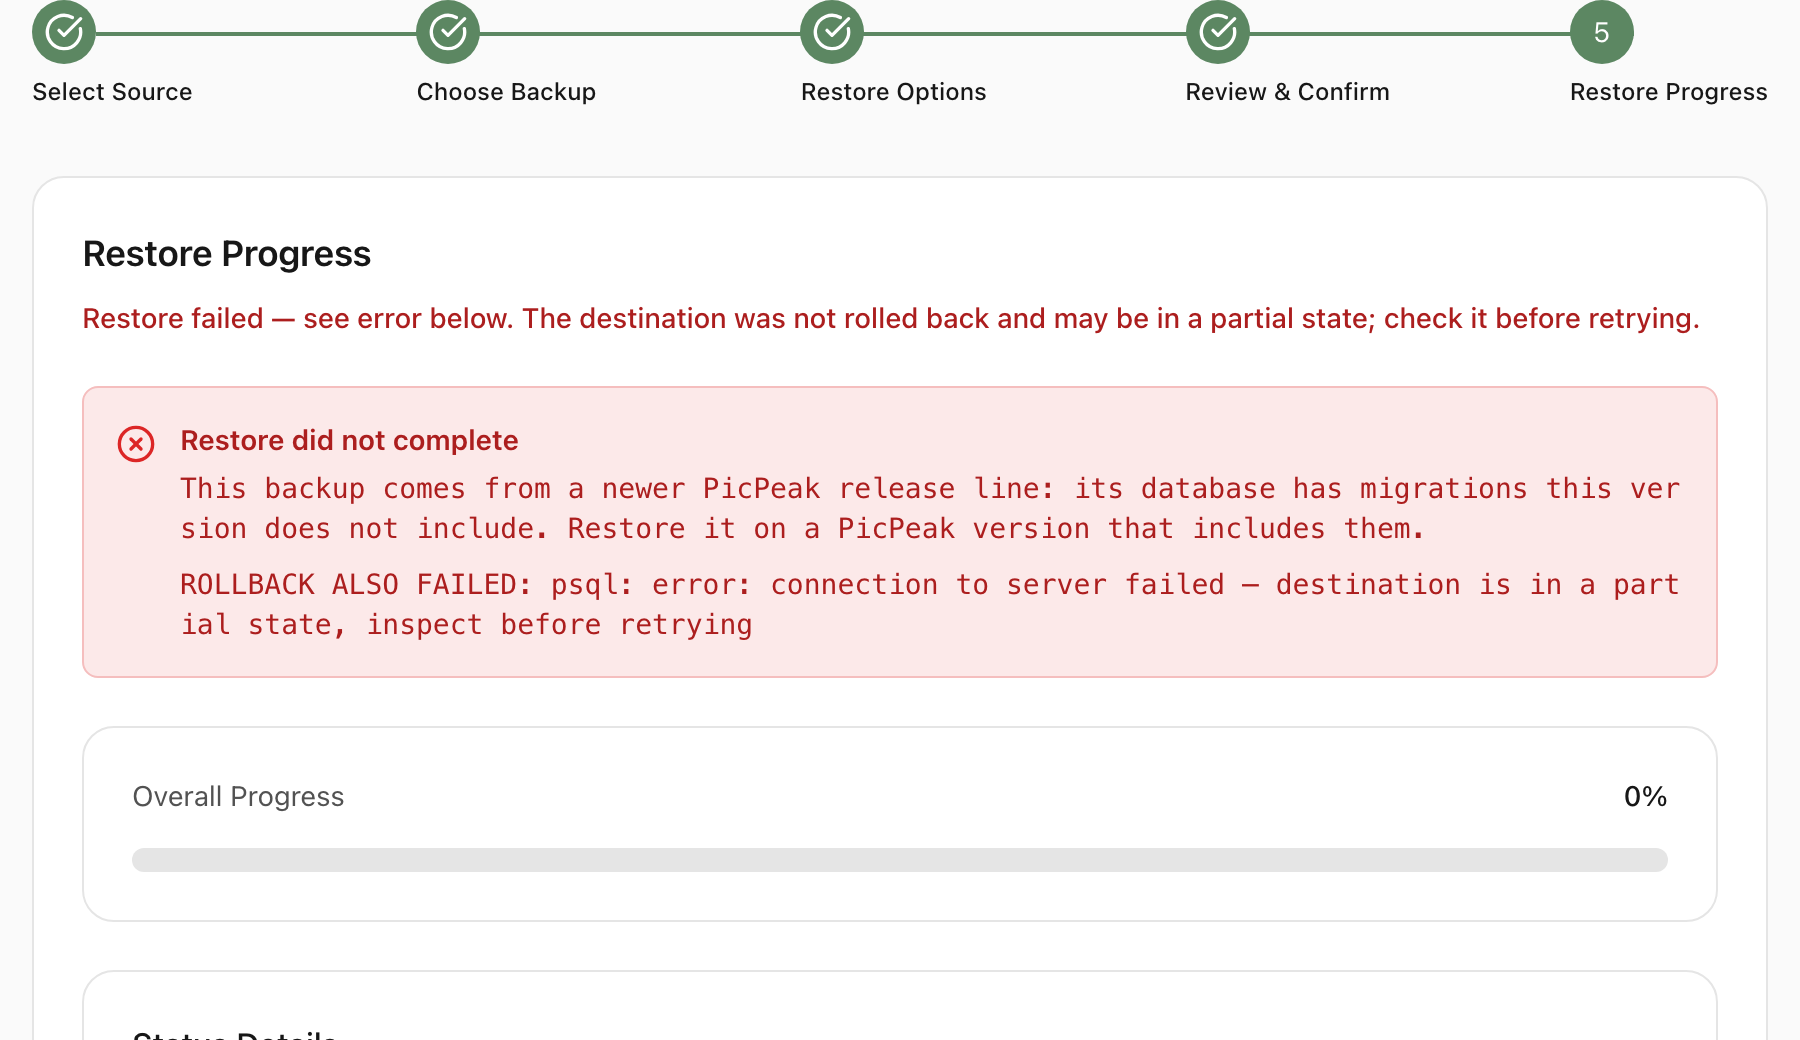 5
Select Source
Choose Backup
Restore Options
Review & Confirm
Restore Progress
Restore Progress
Restore failed — see error below. The destination was not rolled back and may be in a partial state; check it before retrying.
Restore did not complete
This backup comes from a newer PicPeak release line: its database has migrations this ver
sion does not include. Restore it on a PicPeak version that includes them.
ROLLBACK ALSO FAILED: psql: error: connection to server failed — destination is in a part
ial state, inspect before retrying
Overall Progress
0%
Status Details